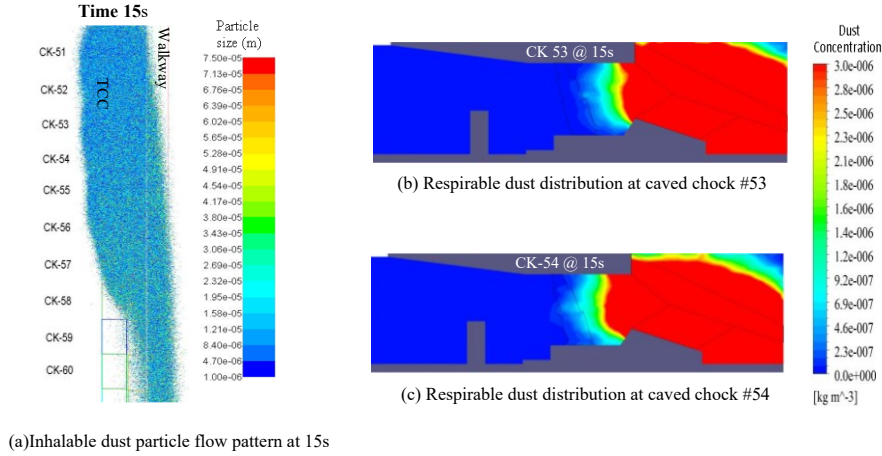 Time 15s
Particle
size (m)
Walkway
TCC
CK-51
CK-52
CK-53
CK-54
CK-55
CK-56
CK-57
CK-58
CK-59
CK-60
7.50e-05
7.13e-05
6.76e-05
6.39e-05
6.02e-05
5.65e-05
5.28e-05
4.91e-05
4.54e-05
4.17e-05
3.80e-05
3.43e-05
3.06e-05
2.69e-05
2.32e-05
1.95e-05
1.58e-05
1.21e-05
8.40e-06
4.70e-06
1.00e-06
(a)Inhalable dust particle flow pattern at 15s
CK 53 @ 15s
(b) Respirable dust distribution at caved chock #53
CK-54 @ 15s
(c) Respirable dust distribution at caved chock #54
Dust
Concentration
3.0e-006
2.8e-006
2.6e-006
2.3e-006
2.1e-006
1.9e-006
1.6e-006
1.4e-006
1.2e-006
9.2e-007
6.9e-007
4.6e-007
2.3e-007
0.0e+000
[kg m^-3]